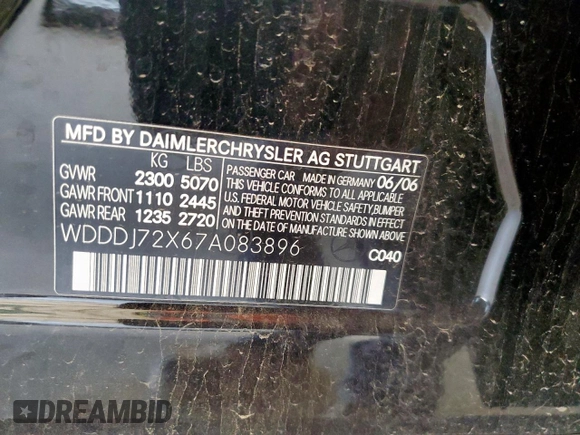 MFD BY DAIMLERCHRYSLER AG STUTTGART
KG LBS
GVWR 2300 5070
GAWR FRONT 1110 2445
GAWR REAR 1235 2720
PASSENGER CAR MADE IN GERMANY 06/06
THIS VEHICLE CONFORMS TO ALL APPLICABLE
U.S. FEDERAL MOTOR VEHICLE SAFETY, BUMPER,
AND THEFT PREVENTION STANDARDS IN EFFECT
ON THE DATE OF MANUFACTURE SHOWN ABOVE.
WDDDJ72X67A083896
C040
DREAMBID